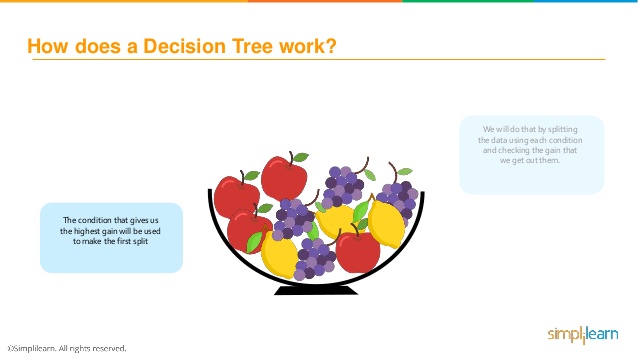 How does a Decision Tree work?
We will do that by splitting
the data using each condition
and checking the gain that
we get out them.
The condition that gives us
the highest gain will be used
to make the first split
simplilearn
©Simplilearn. All rights reserved.